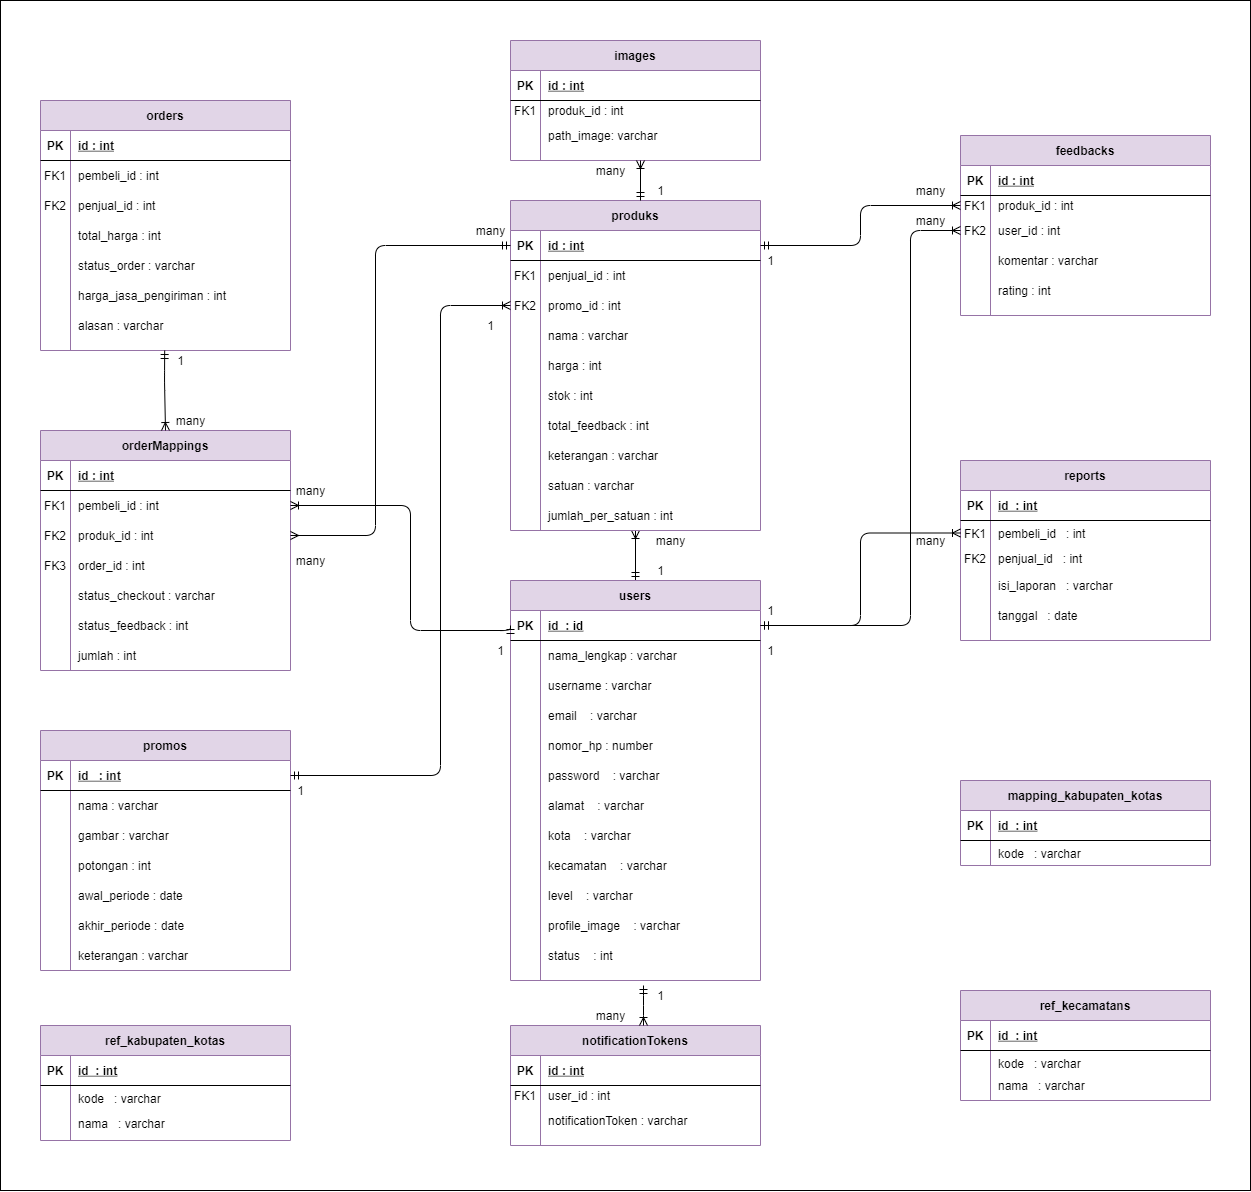 images
PK id : int
FK1 produk_id : int
path_image: varchar
many
1
orders
PK id : int
FK1 pembeli_id : int
FK2 penjual_id : int
total_harga : int
status_order : varchar
harga_jasa_pengiriman : int
alasan : varchar
1
many
feedbacks
PK id : int
FK1 produk_id : int
FK2 user_id : int
komentar : varchar
rating : int
many
many
produks
PK id : int
FK1 penjual_id : int
FK2 promo_id : int
nama : varchar
harga : int
stok : int
total_feedback : int
keterangan : varchar
satuan : varchar
jumlah_per_satuan : int
many
1
1
many
1
orderMappings
PK id : int
FK1 pembeli_id : int
FK2 produk_id : int
FK3 order_id : int
status_checkout : varchar
status_feedback : int
jumlah : int
many
many
reports
PK id : int
FK1 pembeli_id : int
FK2 penjual_id : int
isi_laporan : varchar
tanggal : date
many
users
PK id : id
nama_lengkap : varchar
username : varchar
email : varchar
nomor_hp : number
password : varchar
alamat : varchar
kota : varchar
kecamatan : varchar
level : varchar
profile_image : varchar
status : int
1
1
1
1
many
promos
PK id : int
nama : varchar
gambar : varchar
potongan : int
awal_periode : date
akhir_periode : date
keterangan : varchar
1
mapping_kabupaten_kotas
PK id : int
kode : varchar
ref_kabupaten_kotas
PK id : int
kode : varchar
nama : varchar
notificationTokens
PK id : int
FK1 user_id : int
notificationToken : varchar
ref_kecamatans
PK id : int
kode : varchar
nama : varchar